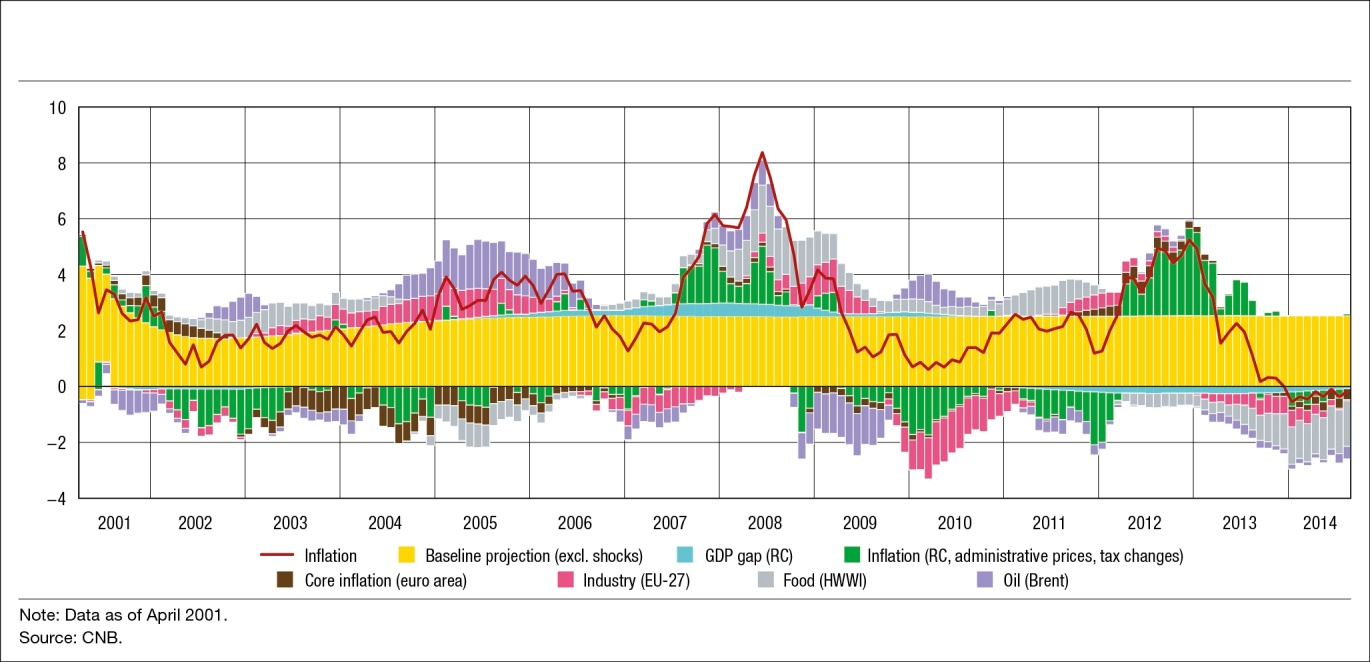 10
8
6
4
2
0
–2
–4
2001 2002 2003 2004 2005 2006 2007 2008 2009 2010 2011 2012 2013 2014
Inflation Baseline projection (excl. shocks) GDP gap (RC) Inflation (RC, administrative prices, tax changes)
Core inflation (euro area) Industry (EU-27) Food (HWWI) Oil (Brent)
Note: Data as of April 2001.
Source: CNB.